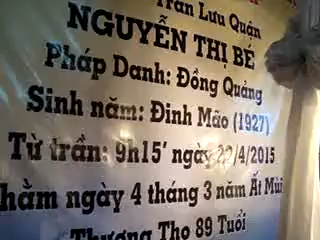 Trần Lưu Quận
NGUYỄN THỊ BÉ
Pháp Danh: Đồng Quảng
Sinh năm: Đinh Mão (1927)
Từ trần: 9h15' ngày 22/4/2015
hằm ngày 4 tháng 3 năm Ất Mùi
Thượng Thọ 89 Tuổi